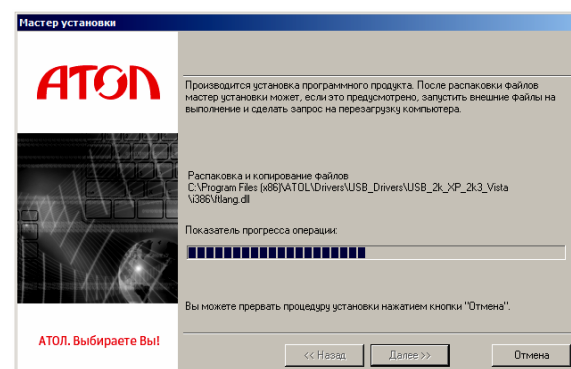 Мастер установки
АТОЛ
Производится установка программного продукта. После распаковки файлов
мастер установки может, если это предусмотрено, запустить внешние файлы на
выполнение и сделать запрос на перезагрузку компьютера.
Распаковка и копирование файлов
C:\Program Files (x86)\ATOL\Drivers\USB_Drivers\USB_2k_XP_2k3_Vista
\i386\ftlang.dll
Показатель прогресса операции:
Вы можете прервать процедуру установки нажатием кнопки "Отмена".
АТОЛ. Выбираете Вы!
<< Назад
Далее >>
Отмена